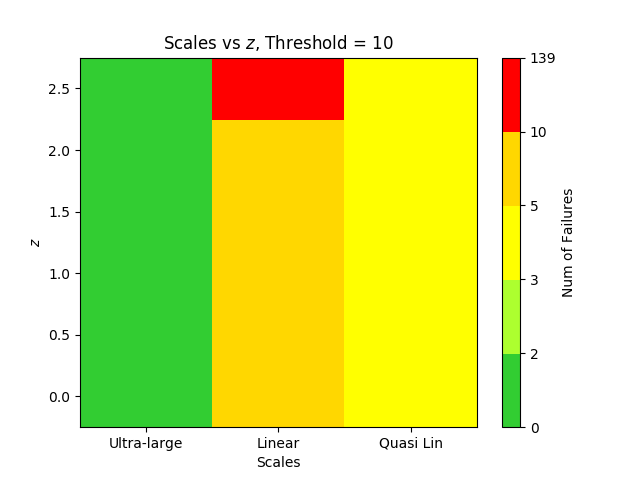 Scales vs z, Threshold = 10
139
2.5
2.0
10
1.5
5
z
Num of Failures
1.0
3
0.5
2
0.0
0
Ultra-large Linear Quasi Lin
Scales